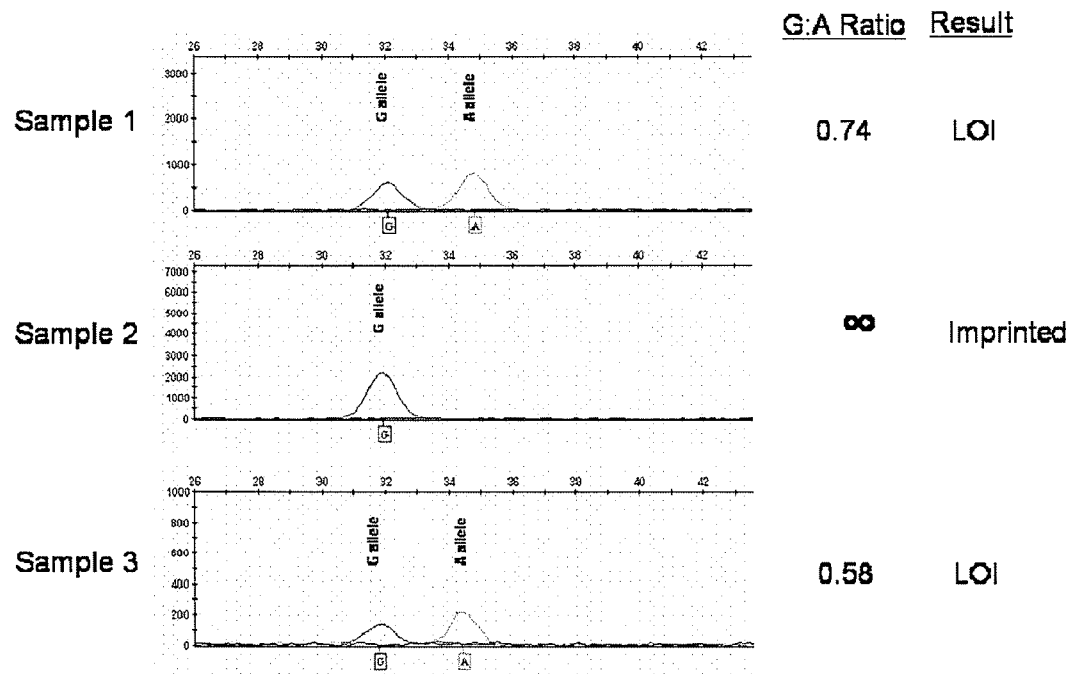 G:A Ratio Result
26 28 30 32 34 36 38 40 42
3000
2000
1000
0
G allele
A allele
Sample 1
0.74 LOI
G A
26 28 30 32 34 36 38 40 42
7000
6000
5000
4000
3000
2000
1000
0
G allele
Sample 2
∞ Imprinted
G
26 28 30 32 34 36 38 40 42
1000
800
600
400
200
0
G allele
A allele
Sample 3
0.58 LOI
G A